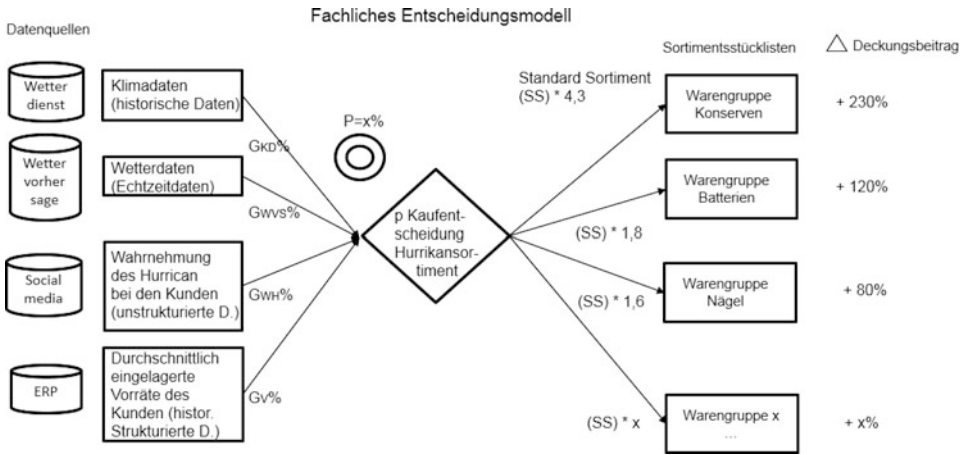 Fachliches Entscheidungsmodell
Datenquellen
Sortimentsstücklisten
△ Deckungsbeitrag
Wetter
dienst
Klimadaten
(historische Daten)
GKD%
Wetter
vorher
sage
Wetterdaten
(Echtzeitdaten)
GWVS%
Social
media
Wahrnehmung
des Hurrican
bei den Kunden
(unstrukturierte D.)
GWH%
ERP
Durchschnittlich
eingelagerte
Vorräte des
Kunden (histor.
Strukturierte D.)
GV%
P=x%
p Kaufent-
scheidung
Hurrikansor-
timent
Standard Sortiment
(SS) * 4,3
Warengruppe
Konserven
+ 230%
(SS) * 1,8
Warengruppe
Batterien
+ 120%
(SS) * 1,6
Warengruppe
Nägel
+ 80%
(SS) * x
Warengruppe x
...
+ x%